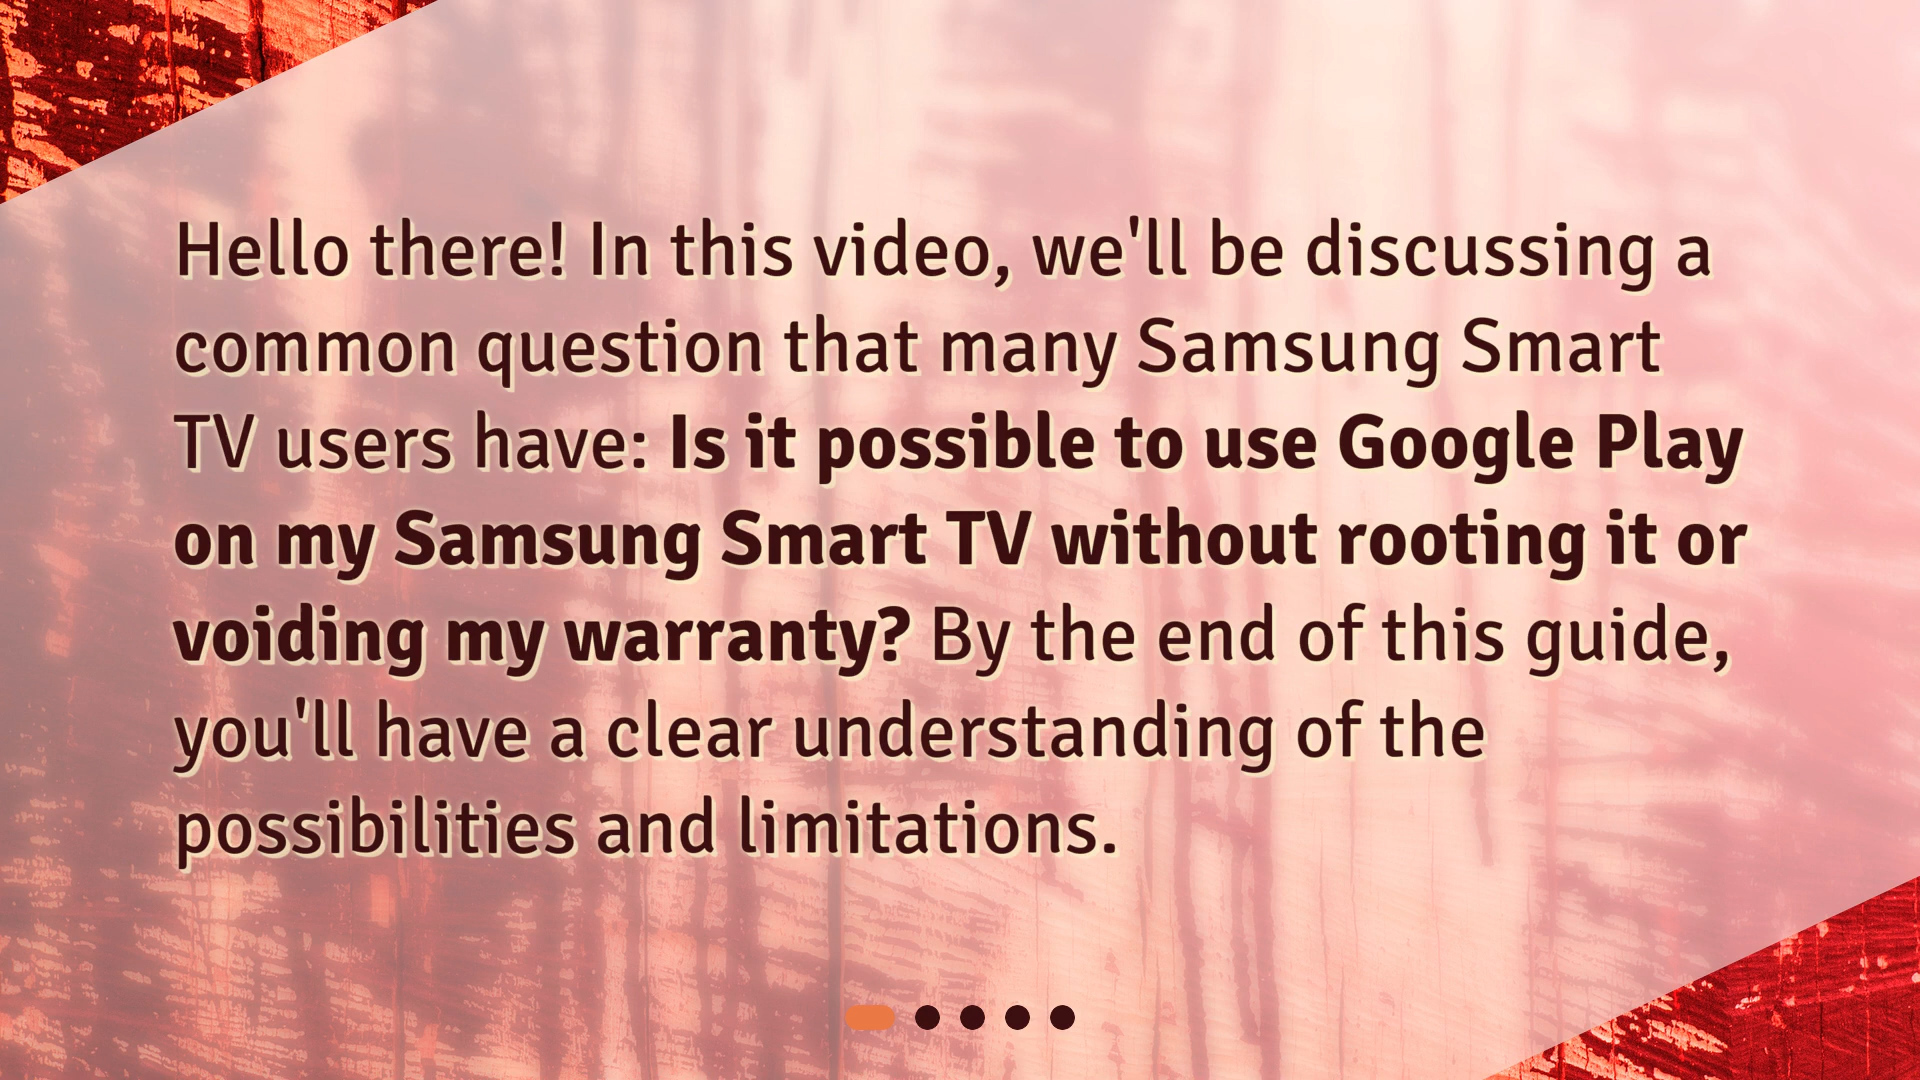 Hello there! In this video, we'll be discussing a
common question that many Samsung Smart
TV users have: Is it possible to use Google Play
on my Samsung Smart TV without rooting it or
voiding my warranty? By the end of this guide,
you'll have a clear understanding of the
possibilities and limitations.